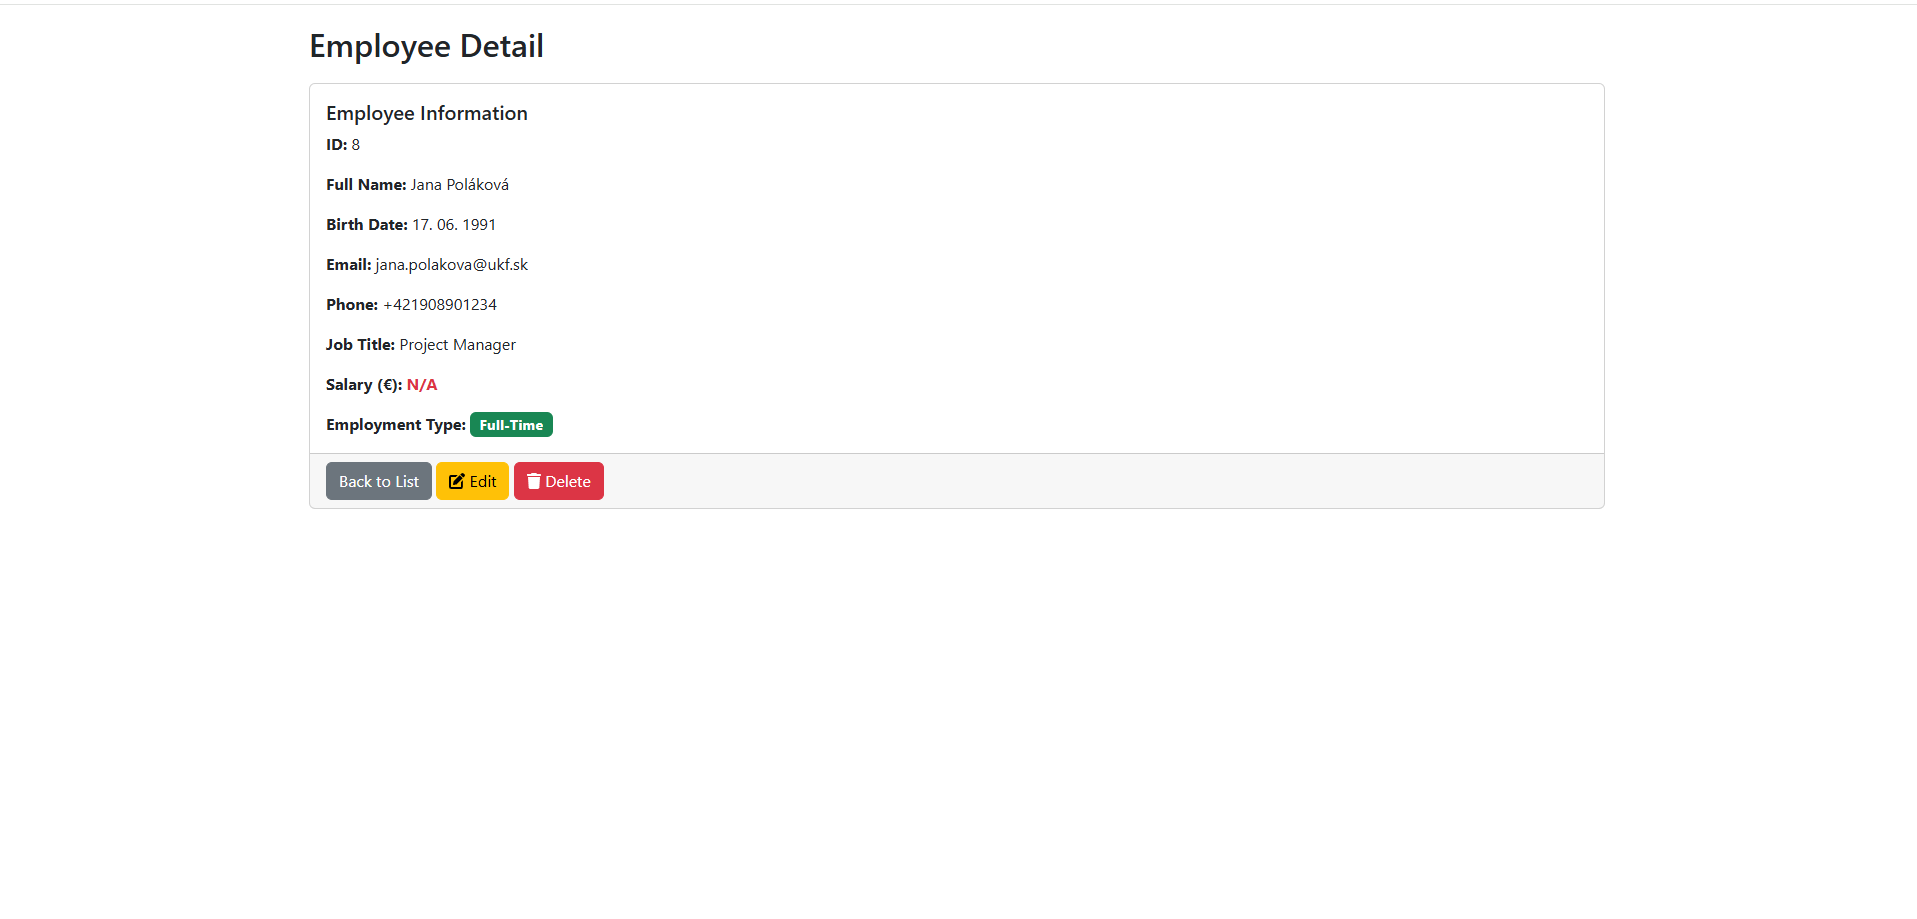 Employee Detail
Employee Information
ID: 8
Full Name: Jana Poláková
Birth Date: 17. 06. 1991
Email: jana.polakova@ukf.sk
Phone: +421908901234
Job Title: Project Manager
Salary (€): N/A
Employment Type: Full-Time
Back to List Edit Delete